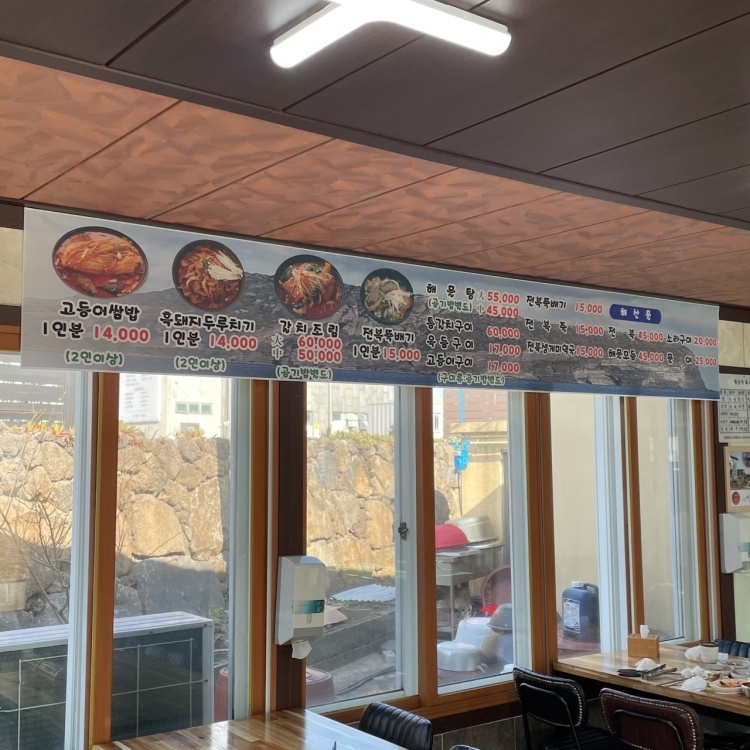 고등어쌈밥
1인분 14,000
(2인이상)
흑돼지두루치기
1인분 14,000
(2인이상)
갈치조림
大 60,000
中 50,000
(공기밥별도)
전복뚝배기
1인분 15,000
해물탕 大 55,000
(공기밥별도) 中 45,000
통갈치구이 60,000
옥돔구이 17,000
고등어구이 17,000
(구이류·공기밥별도)
전복뚝배기 15,000
전복죽 15,000
전복성게미역국 15,000
해산물
전복 45,000 소라구이 20,000
해물모둠 45,000 문어 25,000